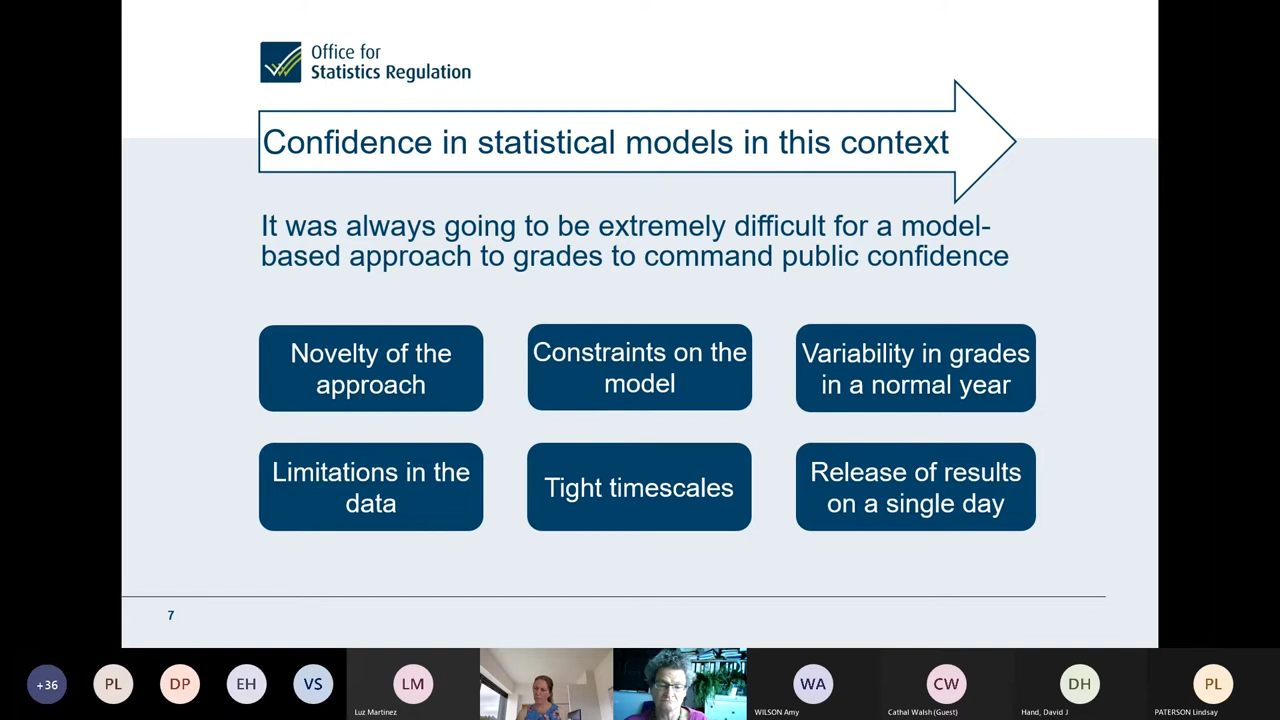 Office for
Statistics Regulation
Confidence in statistical models in this context
It was always going to be extremely difficult for a model-
based approach to grades to command public confidence
Novelty of the
approach
Constraints on the
model
Variability in grades
in a normal year
Limitations in the
data
Tight timescales
Release of results
on a single day
7
+36
PL
DP
EH
VS
LM
Luz Martinez
WA
WILSON Amy
CW
Cathal Walsh (Guest)
DH
Hand, David J
PL
PATERSON Lindsay